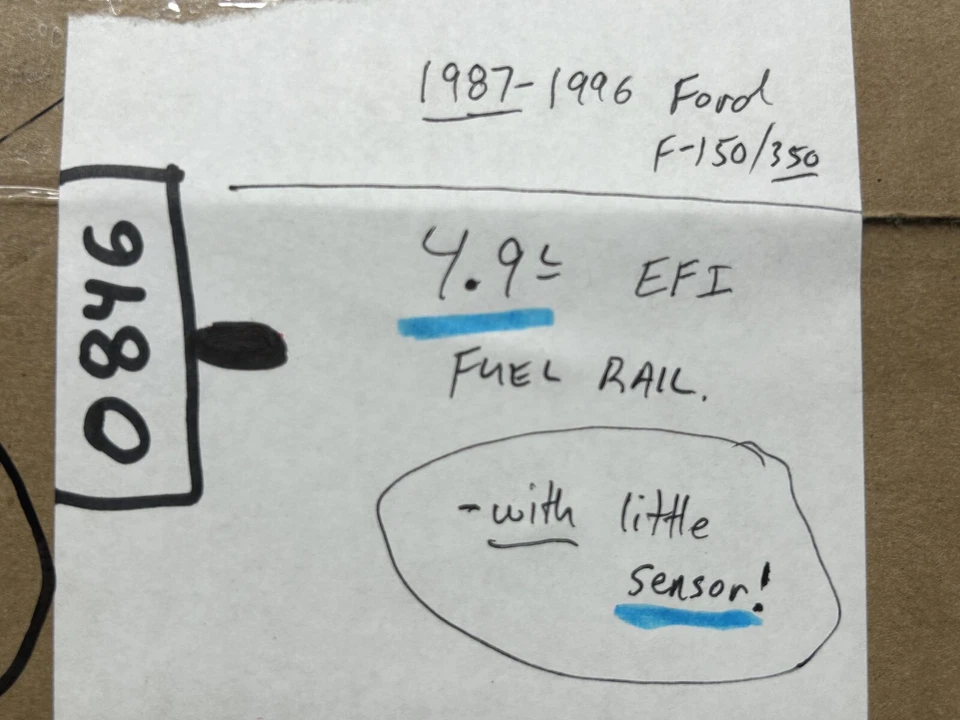 1987-1996 Ford
F-150/350
0846
4.9L EFI
FUEL RAIL.
-with little
sensor!